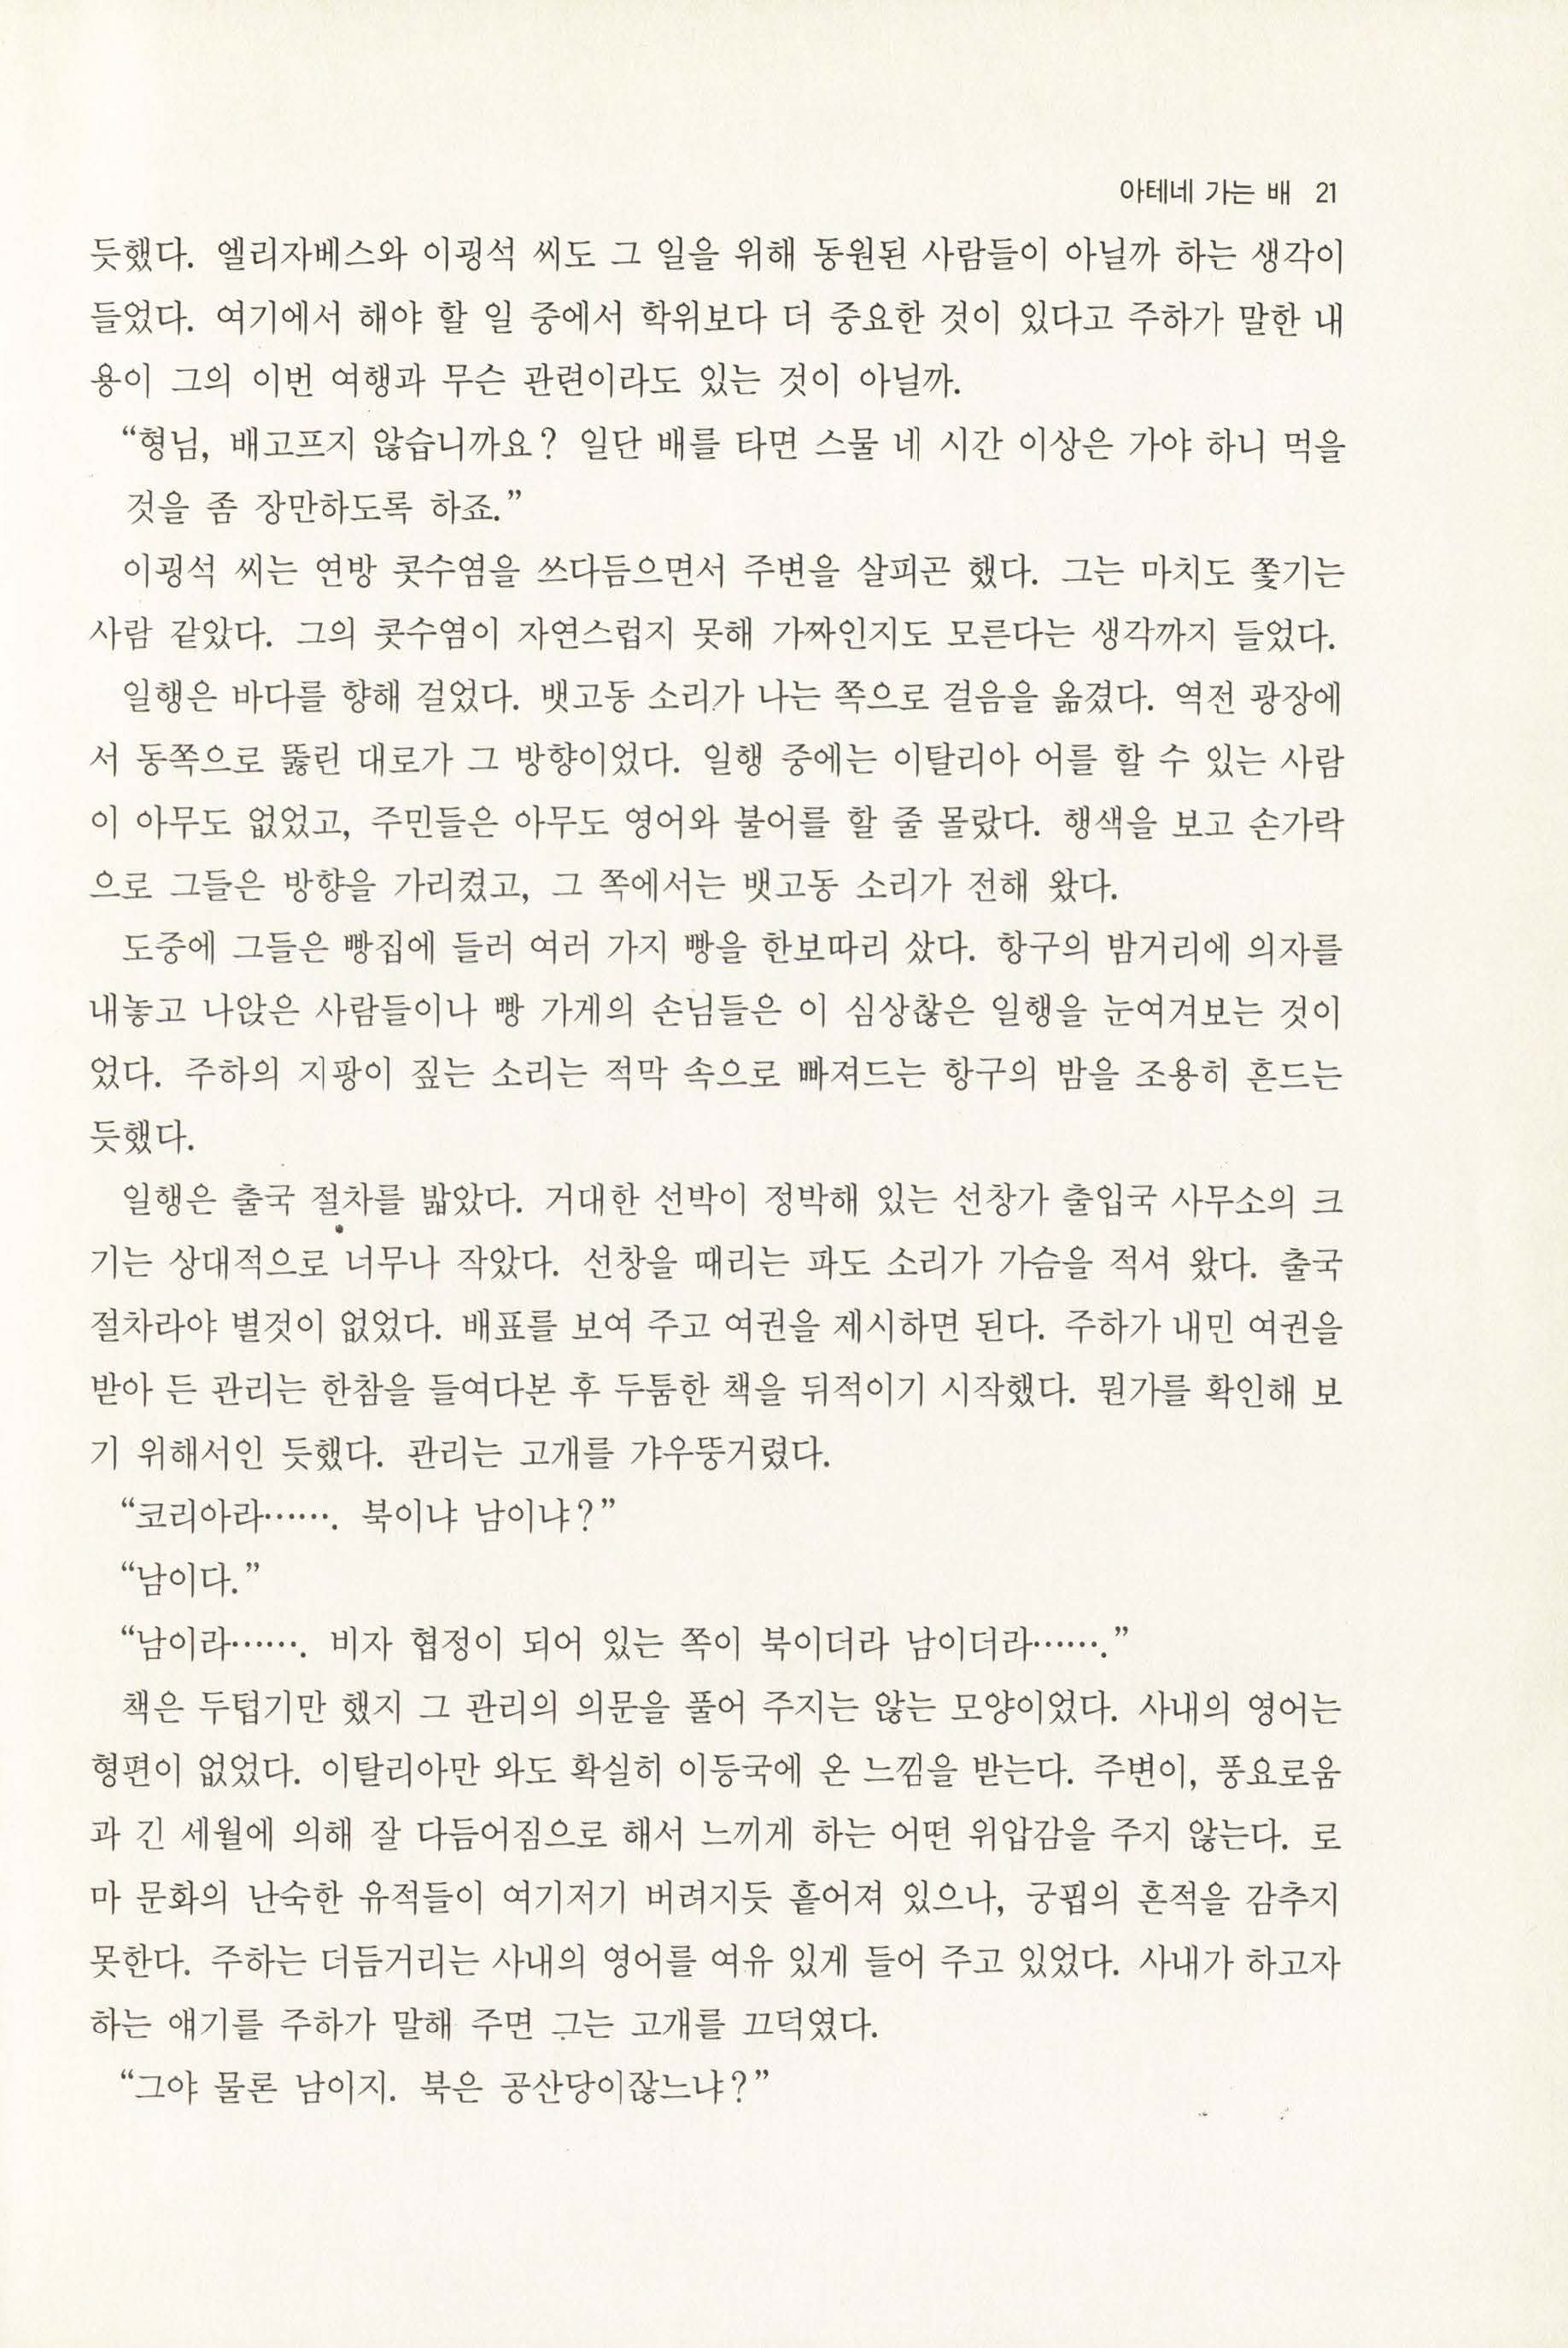 아테네 가는 배 21
듯했다. 엘리자베스와 이굉석 씨도 그 일을 위해 동원된 사람들이 아닐까 하는 생각이
들었다. 여기에서 해야 할 일 중에서 학위보다 더 중요한 것이 있다고 주하가 말한 내
용이 그의 이번 여행과 무슨 관련이라도 있는 것이 아닐까.
“형님, 배고프지 않습니까요? 일단 배를 타면 스물 네 시간 이상은 가야 하니 먹을
것을 좀 장만하도록 하죠.”
이굉석 씨는 연방 콧수염을 쓰다듬으면서 주변을 살피곤 했다. 그는 마치도 쫓기는
사람 같았다. 그의 콧수염이 자연스럽지 못해 가짜인지도 모른다는 생각까지 들었다.
일행은 바다를 향해 걸었다. 뱃고동 소리가 나는 쪽으로 걸음을 옮겼다. 역전 광장에
서 동쪽으로 뚫린 대로가 그 방향이었다. 일행 중에는 이탈리아 어를 할 수 있는 사람
이 아무도 없었고, 주민들은 아무도 영어와 불어를 할 줄 몰랐다. 행색을 보고 손가락
으로 그들은 방향을 가리켰고, 그 쪽에서는 뱃고동 소리가 전해 왔다.
도중에 그들은 빵집에 들러 여러 가지 빵을 한보따리 샀다. 항구의 밤거리에 의자를
내놓고 나앉은 사람들이나 빵 가게의 손님들은 이 심상찮은 일행을 눈여겨보는 것이
었다. 주하의 지팡이 짚는 소리는 적막 속으로 빠져드는 항구의 밤을 조용히 흔드는
듯했다.
일행은 출국 절차를 밟았다. 거대한 선박이 정박해 있는 선창가 출입국 사무소의 크
기는 상대적으로 너무나 작았다. 선창을 때리는 파도 소리가 가슴을 적셔 왔다. 출국
절차라야 별것이 없었다. 배표를 보여 주고 여권을 제시하면 된다. 주하가 내민 여권을
받아 든 관리는 한참을 들여다본 후 두툼한 책을 뒤적이기 시작했다. 뭔가를 확인해 보
기 위해서인 듯했다. 관리는 고개를 갸우뚱거렸다.
“코리아라……. 북이냐 남이냐?”
“남이다.”
“남이라……. 비자 협정이 되어 있는 쪽이 북이더라 남이더라…….”
책은 두텁기만 했지 그 관리의 의문을 풀어 주지는 않는 모양이었다. 사내의 영어는
형편이 없었다. 이탈리아만 와도 확실히 이등국에 온 느낌을 받는다. 주변이, 풍요로움
과 긴 세월에 의해 잘 다듬어짐으로 해서 느끼게 하는 어떤 위압감을 주지 않는다. 로
마 문화의 난숙한 유적들이 여기저기 버려지듯 흩어져 있으나, 궁핍의 흔적을 감추지
못한다. 주하는 더듬거리는 사내의 영어를 여유 있게 들어 주고 있었다. 사내가 하고자
하는 얘기를 주하가 말해 주면 그는 고개를 끄덕였다.
“그야 물론 남이지. 북은 공산당이잖느냐?”